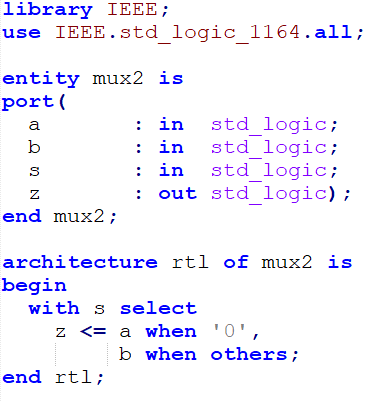 library IEEE;
use IEEE.std_logic_1164.all;

entity mux2 is
port(
  a       : in  std_logic;
  b       : in  std_logic;
  s       : in  std_logic;
  z       : out std_logic);
end mux2;

architecture rtl of mux2 is
begin
  with s select
    z <= a when '0',
         b when others;
end rtl;